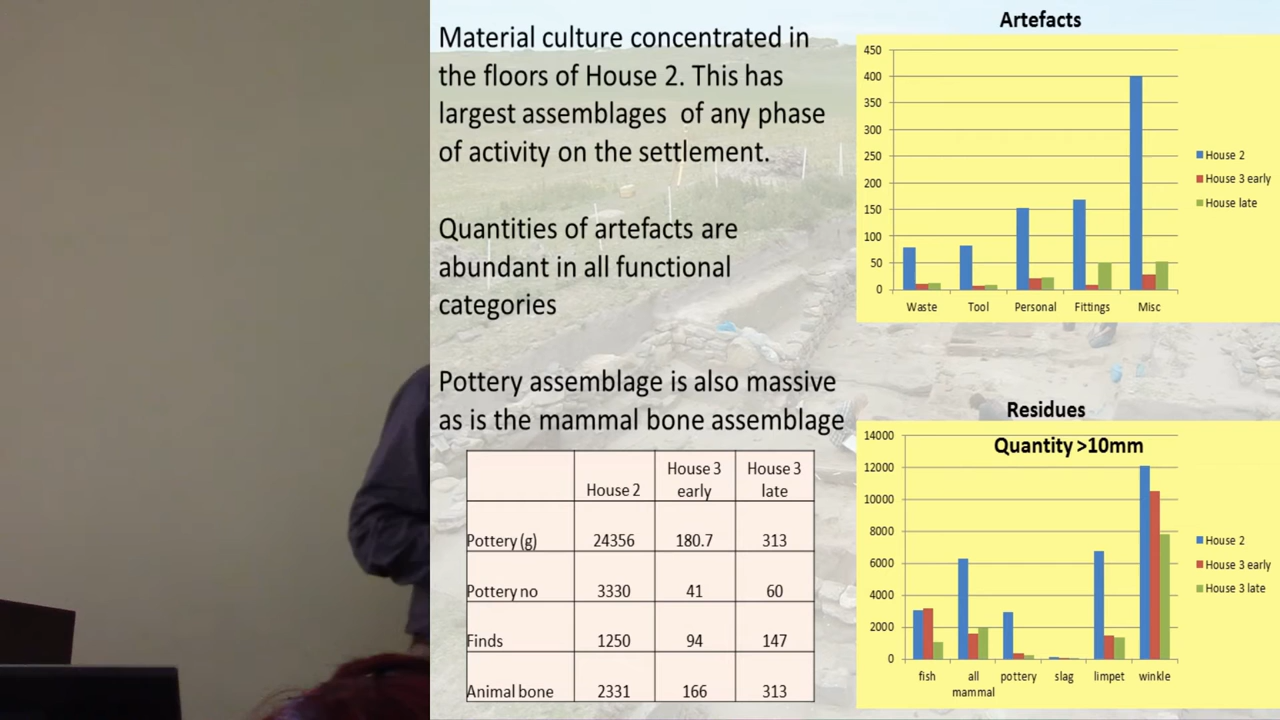 Material culture concentrated in
the floors of House 2. This has
largest assemblages of any phase
of activity on the settlement.
Quantities of artefacts are
abundant in all functional
categories
Pottery assemblage is also massive
as is the mammal bone assemblage
House 2 House 3 early House 3 late
Pottery (g) 24356 180.7 313
Pottery no 3330 41 60
Finds 1250 94 147
Animal bone 2331 166 313
Artefacts
450
400
350
300
250
200
150
100
50
0
Waste Tool Personal Fittings Misc
House 2
House 3 early
House late
Residues
Quantity >10mm
14000
12000
10000
8000
6000
4000
2000
0
fish all mammal pottery slag limpet winkle
House 2
House 3 early
House 3 late